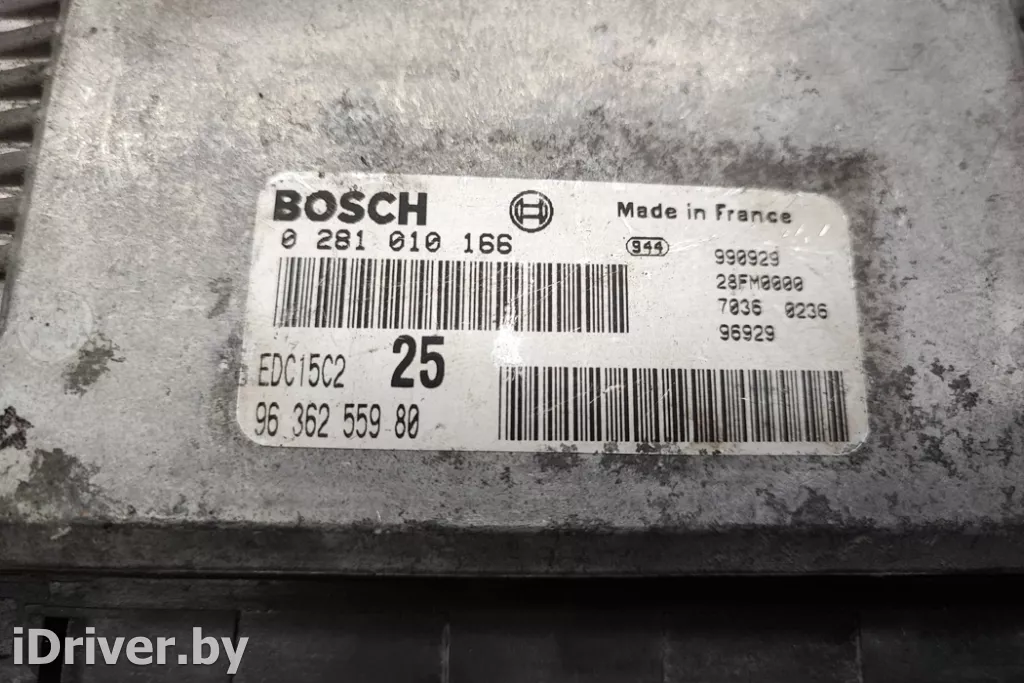 BOSCH Made in France
0 281 010 166 944 990929
28FM0000
7036 0236
96929
EDC15C2 25
96 362 559 80
iDriver.by